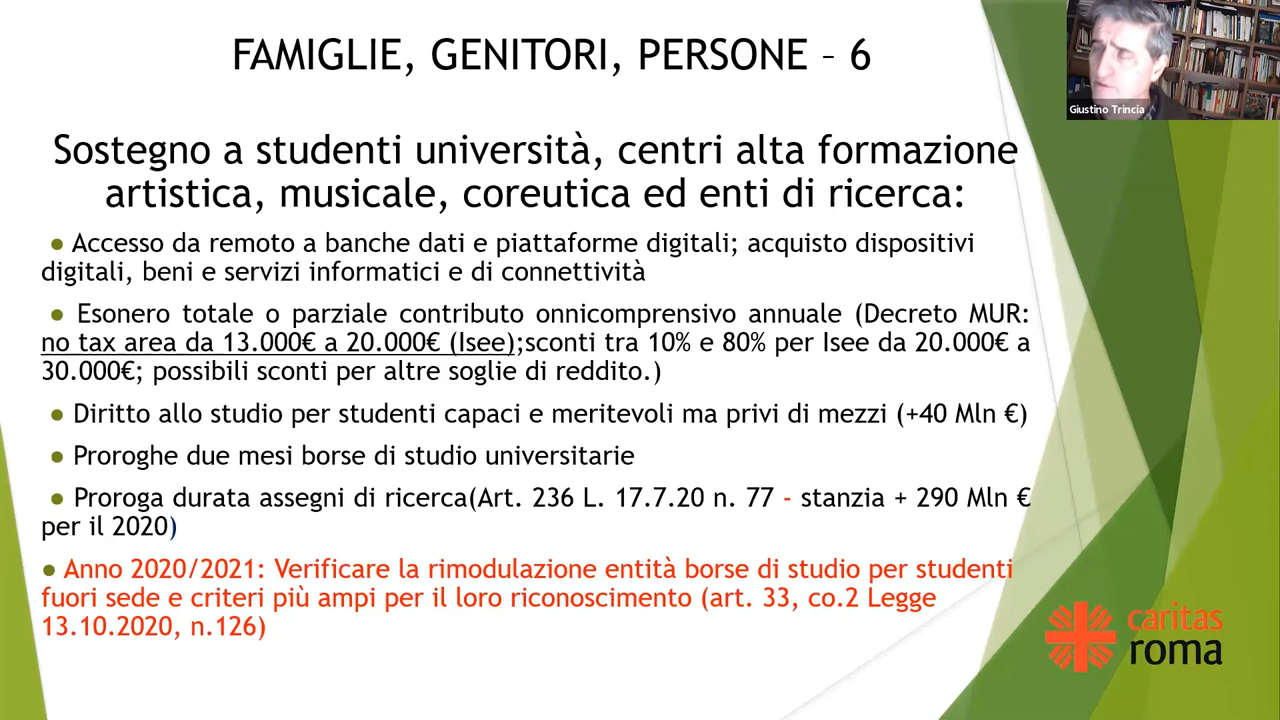 FAMIGLIE, GENITORI, PERSONE – 6
Giustino Trincia
Sostegno a studenti università, centri alta formazione
artistica, musicale, coreutica ed enti di ricerca:
● Accesso da remoto a banche dati e piattaforme digitali; acquisto dispositivi
digitali, beni e servizi informatici e di connettività
● Esonero totale o parziale contributo onnicomprensivo annuale (Decreto MUR:
no tax area da 13.000€ a 20.000€ (Isee);sconti tra 10% e 80% per Isee da 20.000€ a
30.000€; possibili sconti per altre soglie di reddito.)
● Diritto allo studio per studenti capaci e meritevoli ma privi di mezzi (+40 Mln €)
● Proroghe due mesi borse di studio universitarie
● Proroga durata assegni di ricerca(Art. 236 L. 17.7.20 n. 77 - stanzia + 290 Mln €
per il 2020)
● Anno 2020/2021: Verificare la rimodulazione entità borse di studio per studenti
fuori sede e criteri più ampi per il loro riconoscimento (art. 33, co.2 Legge
13.10.2020, n.126)
caritas
roma